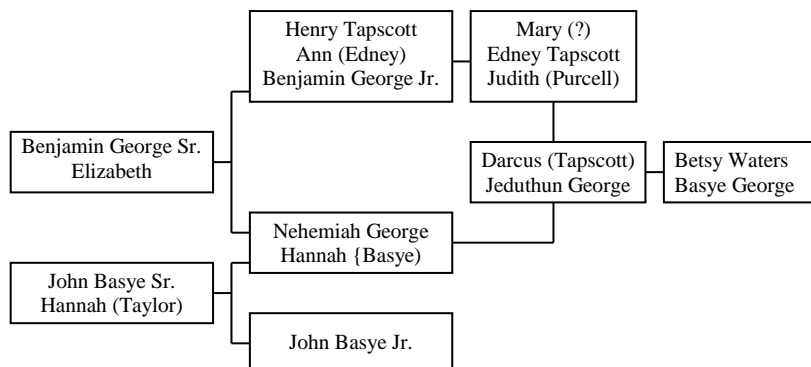 Henry Tapscott
Ann (Edney)
Benjamin George Jr.
Mary (?)
Edney Tapscott
Judith (Purcell)
Benjamin George Sr.
Elizabeth
Darcus (Tapscott)
Jeduthun George
Betsy Waters
Basye George
Nehemiah George
Hannah {Basye)
John Basye Sr.
Hannah (Taylor)
John Basye Jr.